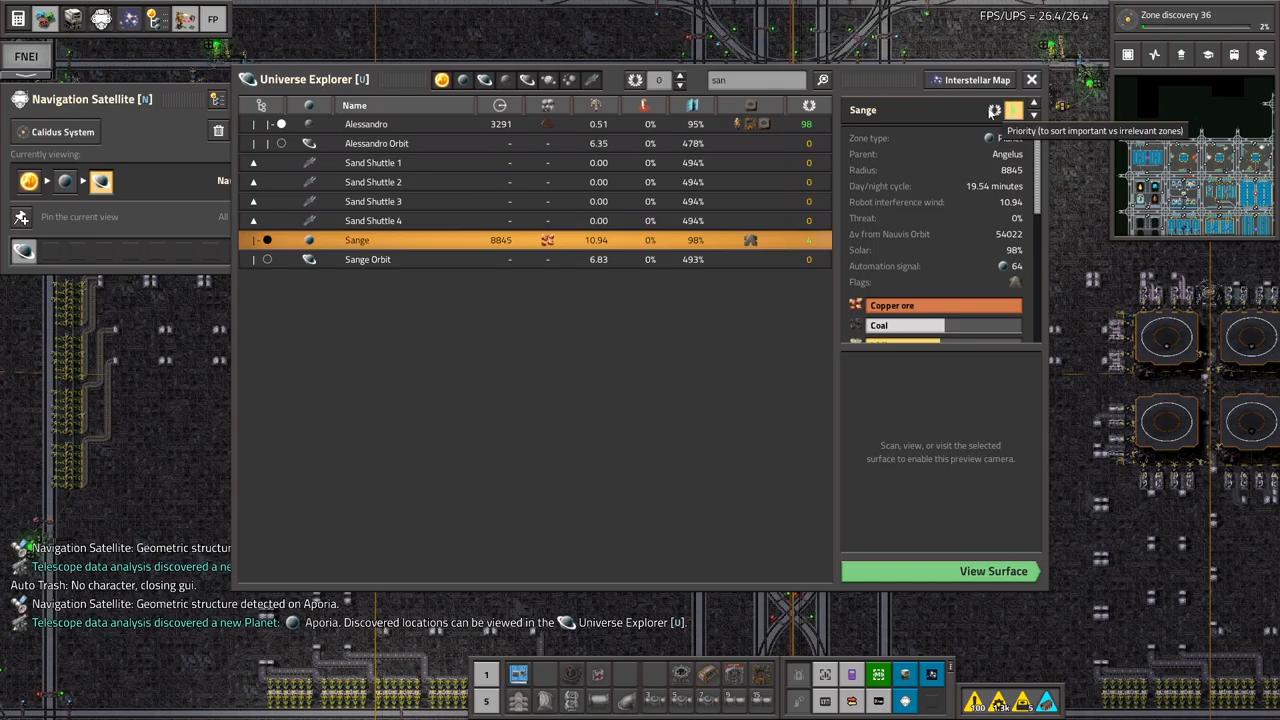 FP
FPS/UPS = 26.4/26.4
Zone discovery 36
2%
FNEI
Universe Explorer [U]
0
san
Interstellar Map
Navigation Satellite [N]
Calidus System
Currently viewing:
Pin the current view
All
Name
Alessandro 3291 0.51 0% 95% 98
Alessandro Orbit - - 6.35 478% 0
Sand Shuttle 1 - - 0.00 494% 0
Sand Shuttle 2 - - 0.00 494% 0
Sand Shuttle 3 - - 0.00 494% 0
Sand Shuttle 4 - - 0.00 494% 0
Sange 8845 10.94 0% 98% 4
Sange Orbit - - 6.83 0% 493% 0
Sange
Priority (to sort important vs irrelevant zones)
Zone type:
Parent: Angelus
Radius: 8845
Day/night cycle: 19.54 minutes
Robot interference wind: 10.94
Threat: 0%
Δv from Nauvis Orbit 54022
Solar: 98%
Automation signal: 64
Flags:
Copper ore
Coal
Scan, view, or visit the selected
surface to enable this preview camera.
View Surface
Navigation Satellite: Geometric structur
Telescope data analysis discovered a ne
Auto Trash: No character, closing gui.
Navigation Satellite: Geometric structure detected on Aporia.
Telescope data analysis discovered a new Planet: Aporia. Discovered locations can be viewed in the Universe Explorer [U].
1
5
100 1.3k 5